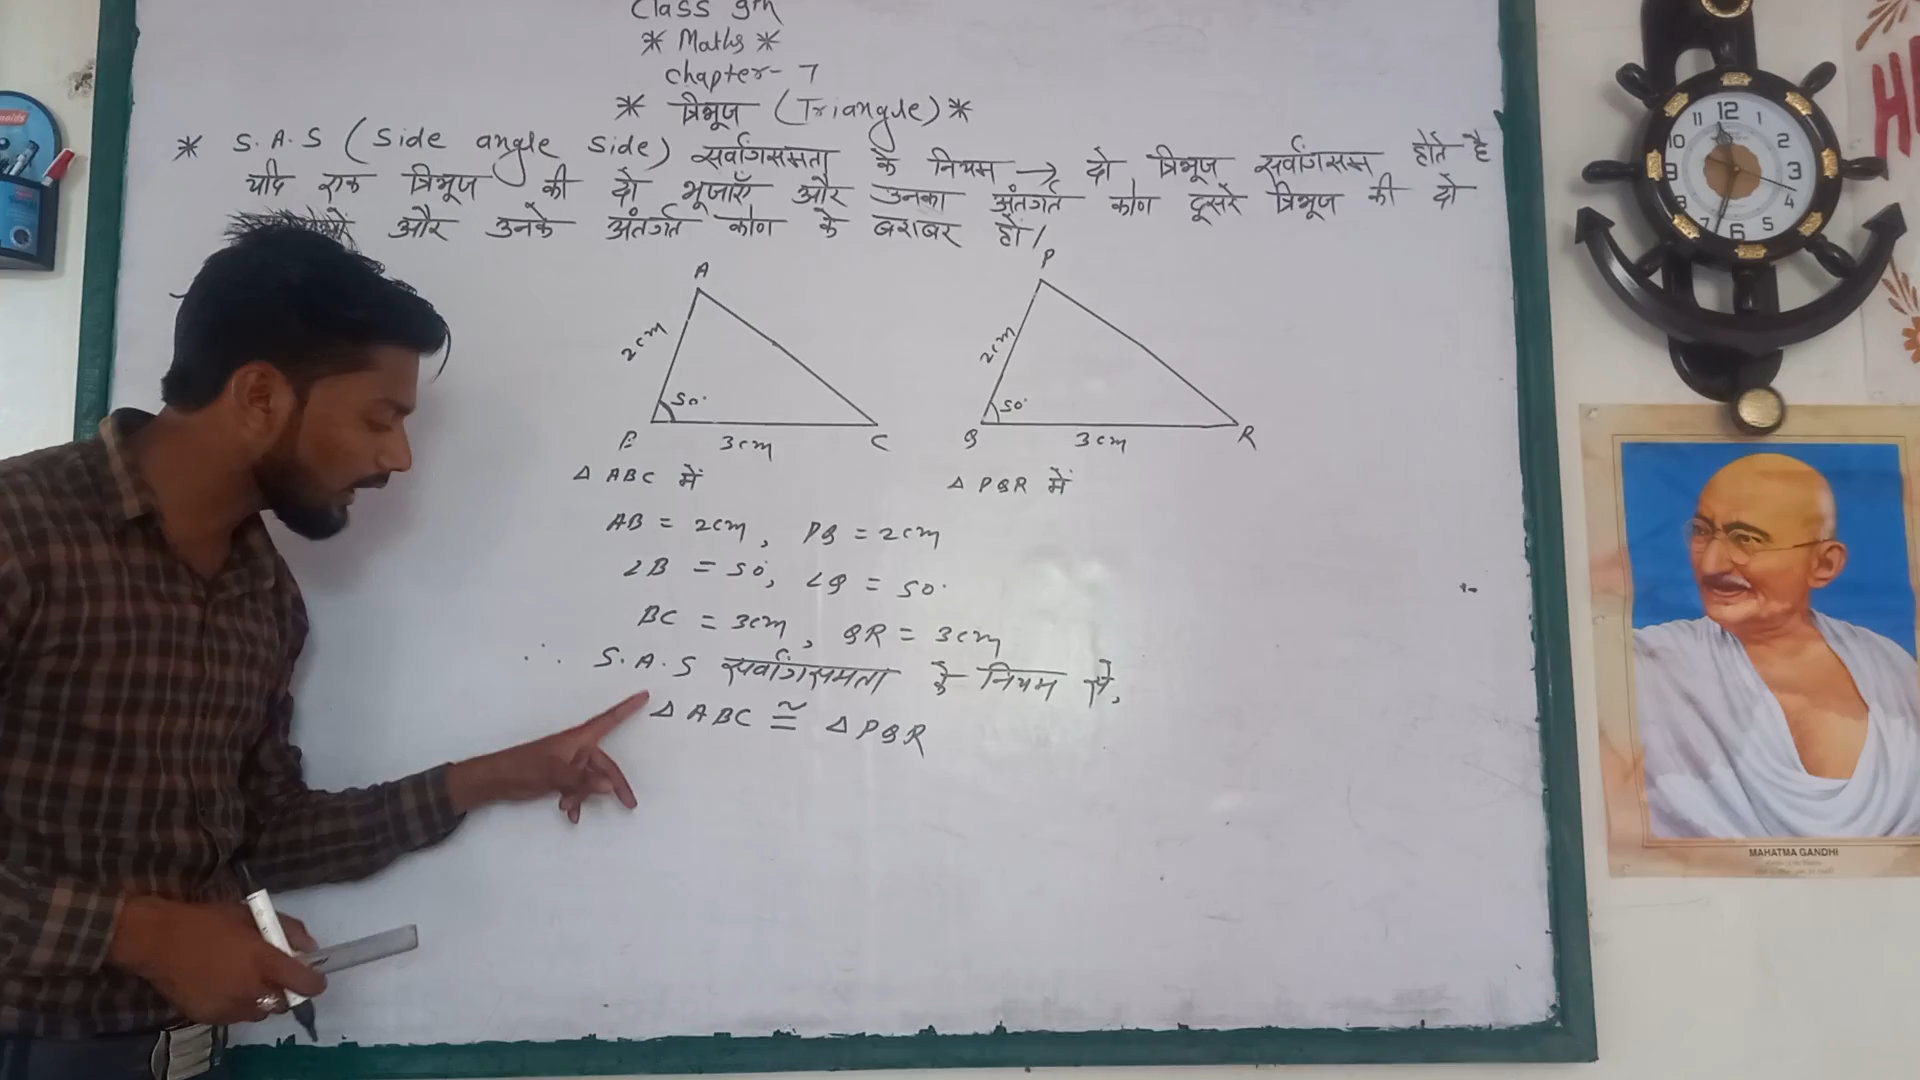 Class 9th
* Maths *
Chapter- 7
* त्रिभूज (Triangle) *
* S.A.S (Side angle side) सर्वांगसमता के नियम → दो त्रिभूज सर्वांगसम होते है
यदि एक त्रिभूज की दो भूजाएँ और उनका अंतर्गत कोण दूसरे त्रिभूज की दो
और उनके अंतर्गत कोण के बराबर हों।
A
2cm
50°
B
3cm
C
P
2cm
50°
Q
3cm
R
Δ ABC में
Δ PQR में
AB = 2cm, PQ = 2cm
∠B = 50°, ∠Q = 50°
BC = 3cm, QR = 3cm
∴ S.A.S सर्वांगसमता के नियम से,
Δ ABC ≅ Δ PQR
12
1
2
3
4
5
6
7
8
9
10
11
MAHATMA GANDHI